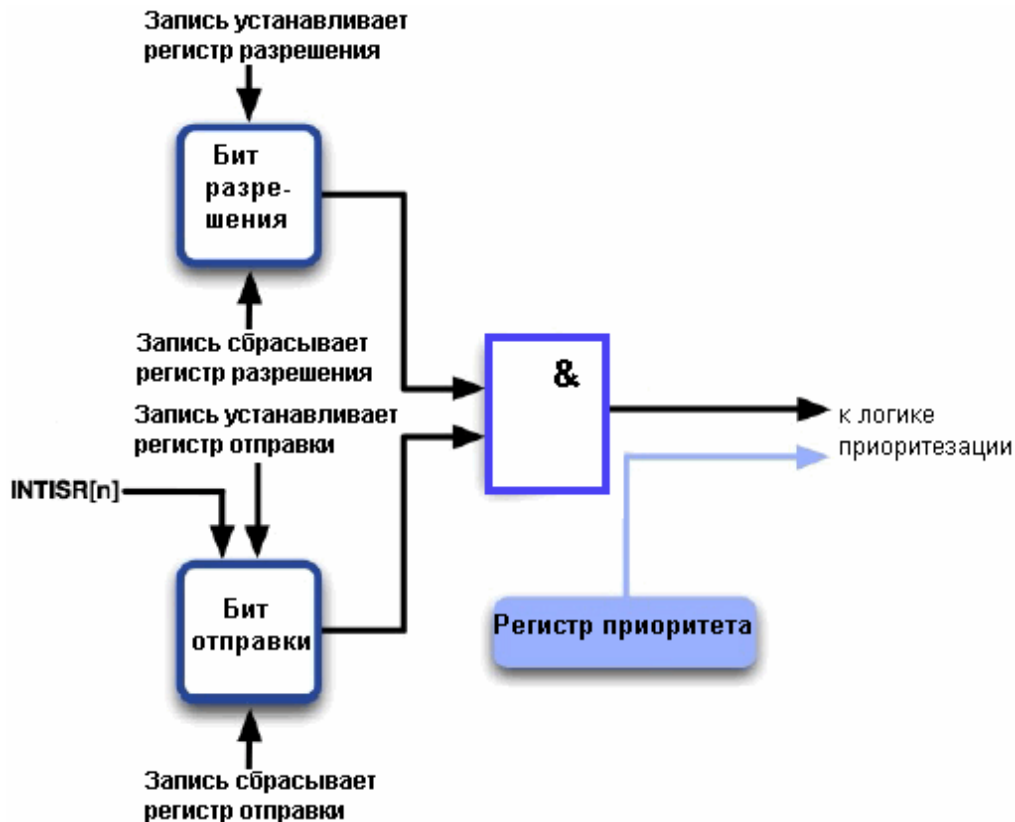 Запись устанавливает
регистр разрешения
Бит
разре-
шения
Запись сбрасывает
регистр разрешения
Запись устанавливает
регистр отправки
&
к логике
приоритезации
INTISR[n]
Бит
отправки
Регистр приоритета
Запись сбрасывает
регистр отправки